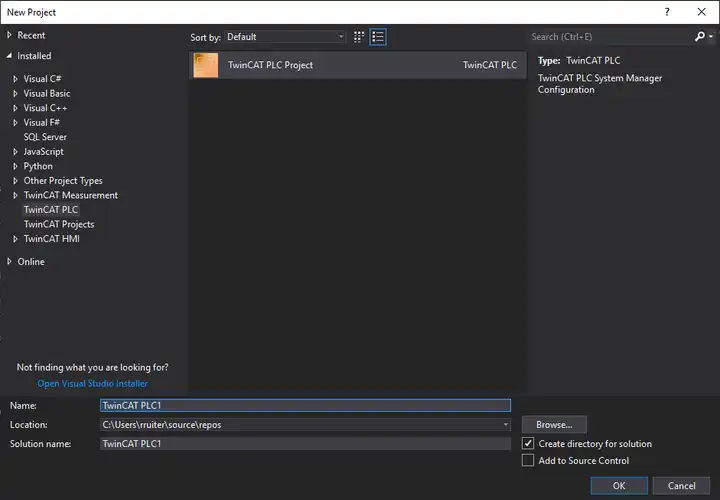 New Project
? ×
Recent
Installed
Visual C#
Visual Basic
Visual C++
Visual F#
SQL Server
JavaScript
Python
Other Project Types
TwinCAT Measurement
TwinCAT PLC
TwinCAT Projects
TwinCAT HMI
Online
Not finding what you are looking for?
Open Visual Studio Installer
Sort by: Default
TwinCAT PLC Project TwinCAT PLC
Search (Ctrl+E)
Type: TwinCAT PLC
TwinCAT PLC System Manager
Configuration
Name: TwinCAT PLC1
Location: C:\Users\rruiter\source\repos
Browse...
Solution name: TwinCAT PLC1
Create directory for solution
Add to Source Control
OK Cancel